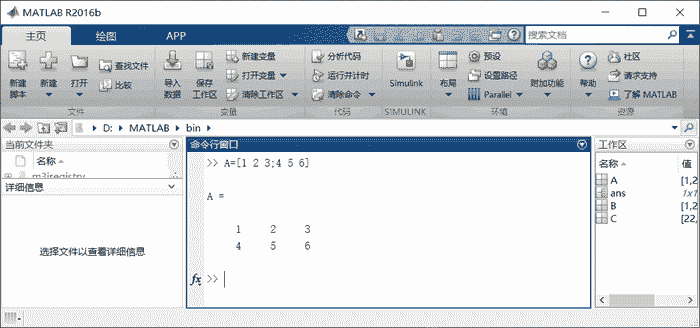 MATLAB R2016b
主页 绘图 APP 搜索文档
新建脚本 新建 打开 查找文件 比较 导入数据 保存工作区 新建变量 打开变量 清除工作区 分析代码 运行并计时 清除命令 Simulink 布局 预设 设置路径 Parallel 附加功能 帮助 社区 请求支持 了解 MATLAB
文件 变量 代码 SIMULINK 环境 资源
D: MATLAB bin
当前文件夹
名称
m3iregistry
详细信息
选择文件以查看详细信息
命令行窗口
>> A=[1 2 3;4 5 6]
A =
1 2 3
4 5 6
fx >>
工作区
名称 值
A [1,2
ans 1x1
B [1,2
C [22,